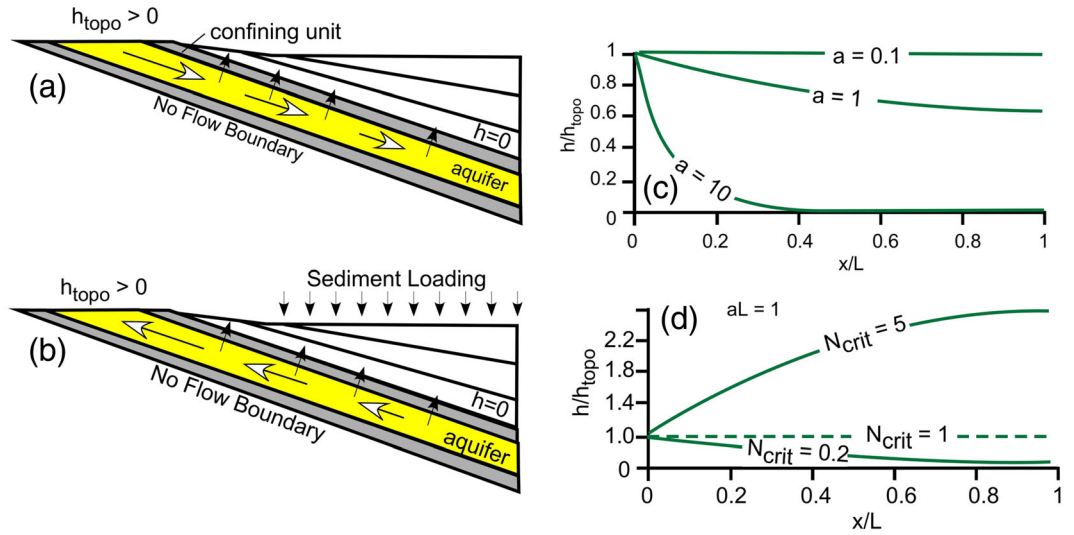 h_topo > 0
confining unit
(a)
No Flow Boundary
h=0
aquifer
h_topo > 0
Sediment Loading
(b)
No Flow Boundary
h=0
aquifer
1
0.8
0.6
0.4
0.2
0
h/h_topo
a = 0.1
a = 1
a = 10
(c)
0 0.2 0.4 0.6 0.8 1
x/L
(d)
aL = 1
2.2
1.8
1.4
1.0
0
h/h_topo
N_crit = 5
N_crit = 1
N_crit = 0.2
0 0.2 0.4 0.6 0.8 1
x/L